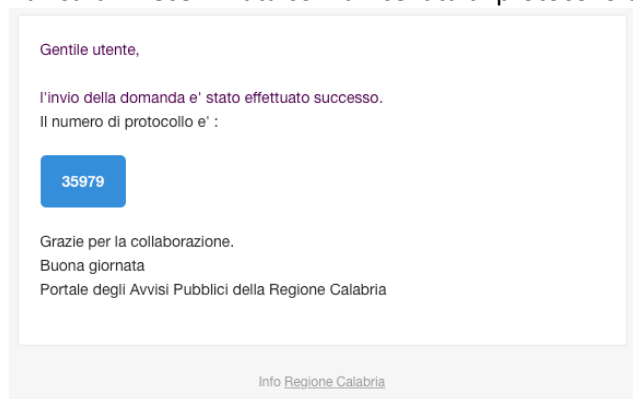 Gentile utente,
l'invio della domanda e' stato effettuato successo.
Il numero di protocollo e' :
35979
Grazie per la collaborazione.
Buona giornata
Portale degli Avvisi Pubblici della Regione Calabria
Info Regione Calabria